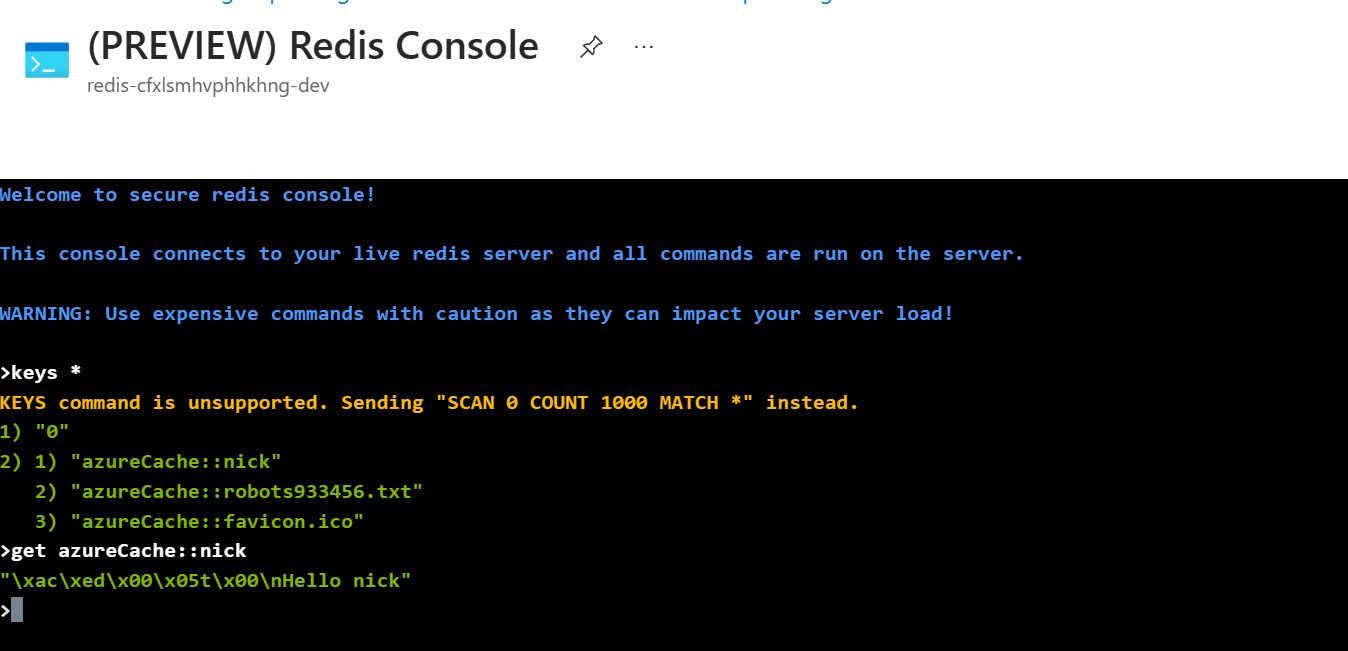 (PREVIEW) Redis Console
redis-cfxlsmhvphhkhng-dev
Welcome to secure redis console!
This console connects to your live redis server and all commands are run on the server.
WARNING: Use expensive commands with caution as they can impact your server load!
>keys *
KEYS command is unsupported. Sending "SCAN 0 COUNT 1000 MATCH *" instead.
1) "0"
2) 1) "azureCache::nick"
   2) "azureCache::robots933456.txt"
   3) "azureCache::favicon.ico"
>get azureCache::nick
"\xac\xed\x00\x05t\x00\nHello nick"
>